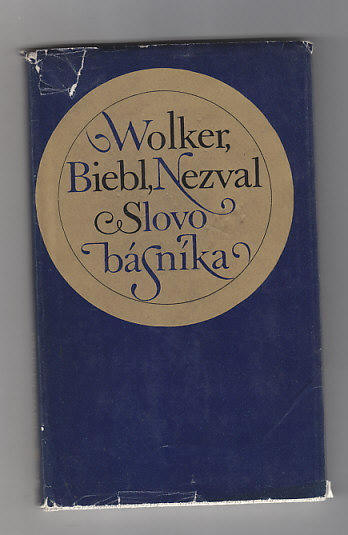 Wolker,
Biebl, Nezval
Slovo
básníka